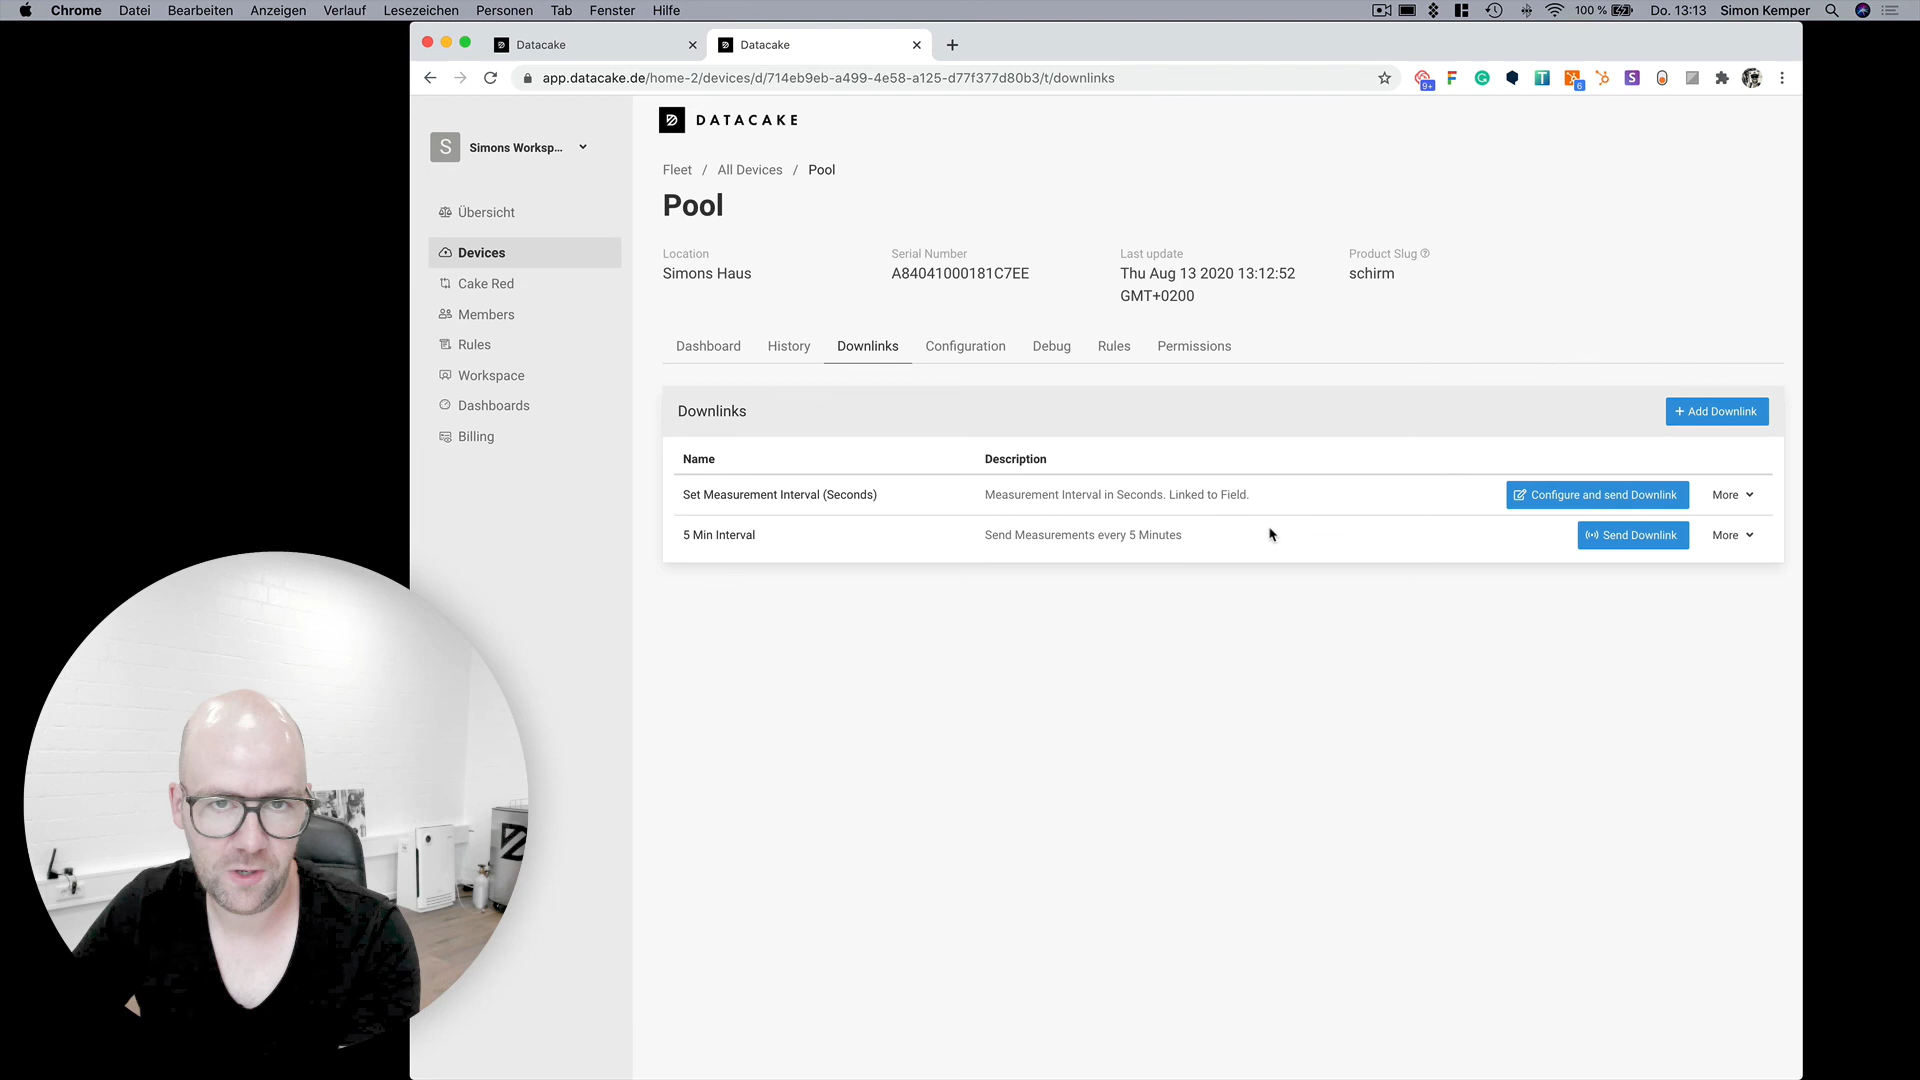 Chrome Datei Bearbeiten Anzeigen Verlauf Lesezeichen Personen Tab Fenster Hilfe 100 % Do. 13:13 Simon Kemper
Datacake Datacake
app.datacake.de/home-2/devices/d/714eb9eb-a499-4e58-a125-d77f377d80b3/t/downlinks 9+ 6
S Simons Worksp...
Übersicht
Devices
Cake Red
Members
Rules
Workspace
Dashboards
Billing
DATACAKE
Fleet / All Devices / Pool
Pool
Location Serial Number Last update Product Slug
Simons Haus A84041000181C7EE Thu Aug 13 2020 13:12:52 schirm
GMT+0200
Dashboard History Downlinks Configuration Debug Rules Permissions
Downlinks + Add Downlink
Name Description
Set Measurement Interval (Seconds) Measurement Interval in Seconds. Linked to Field. Configure and send Downlink More
5 Min Interval Send Measurements every 5 Minutes Send Downlink More